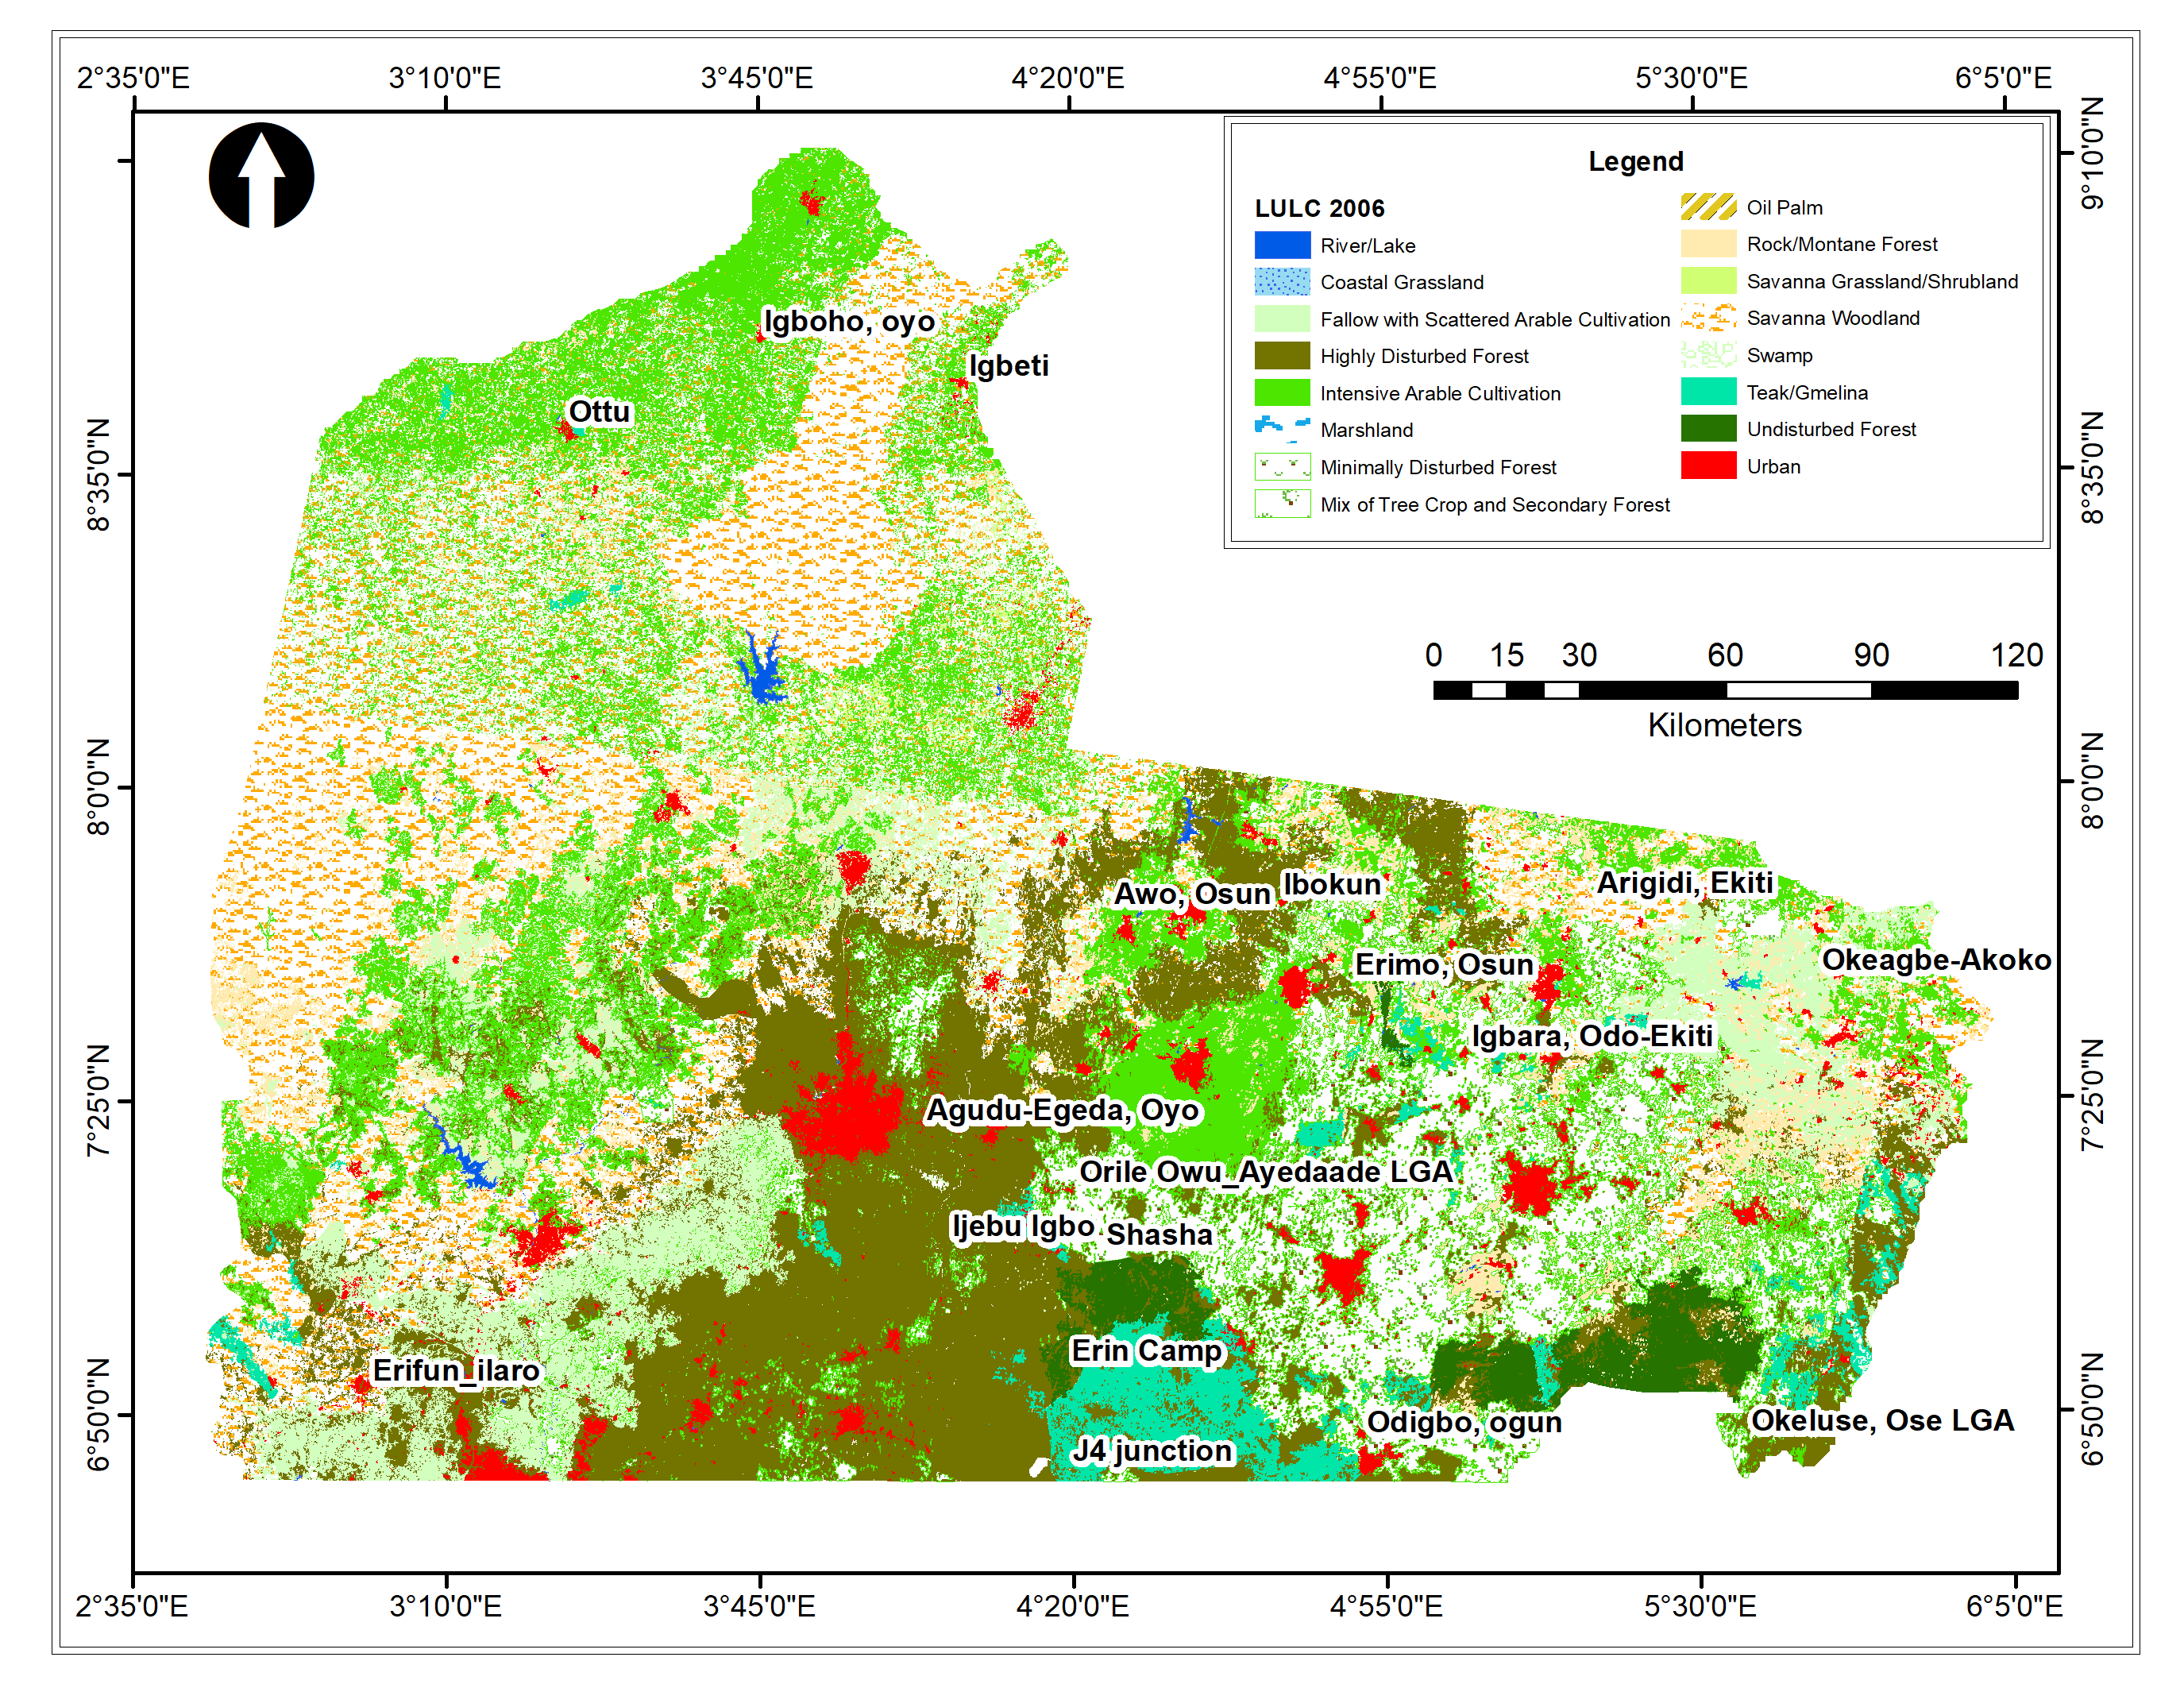 2°35'0"E 3°10'0"E 3°45'0"E 4°20'0"E 4°55'0"E 5°30'0"E 6°5'0"E
9°10'0"N
8°35'0"N
8°0'0"N
7°25'0"N
6°50'0"N
8°35'0"N
8°0'0"N
7°25'0"N
6°50'0"N
Legend
LULC 2006
River/Lake
Coastal Grassland
Fallow with Scattered Arable Cultivation
Highly Disturbed Forest
Intensive Arable Cultivation
Marshland
Minimally Disturbed Forest
Mix of Tree Crop and Secondary Forest
Oil Palm
Rock/Montane Forest
Savanna Grassland/Shrubland
Savanna Woodland
Swamp
Teak/Gmelina
Undisturbed Forest
Urban
0 15 30 60 90 120
Kilometers
Igboho, oyo
Igbeti
Ottu
Awo, Osun
Ibokun
Arigidi, Ekiti
Erimo, Osun
Okeagbe-Akoko
Igbara, Odo-Ekiti
Agudu-Egeda, Oyo
Orile Owu_Ayedaade LGA
Ijebu Igbo
Shasha
Erin Camp
Erifun_ilaro
Odigbo, ogun
Okeluse, Ose LGA
J4 junction
2°35'0"E 3°10'0"E 3°45'0"E 4°20'0"E 4°55'0"E 5°30'0"E 6°5'0"E